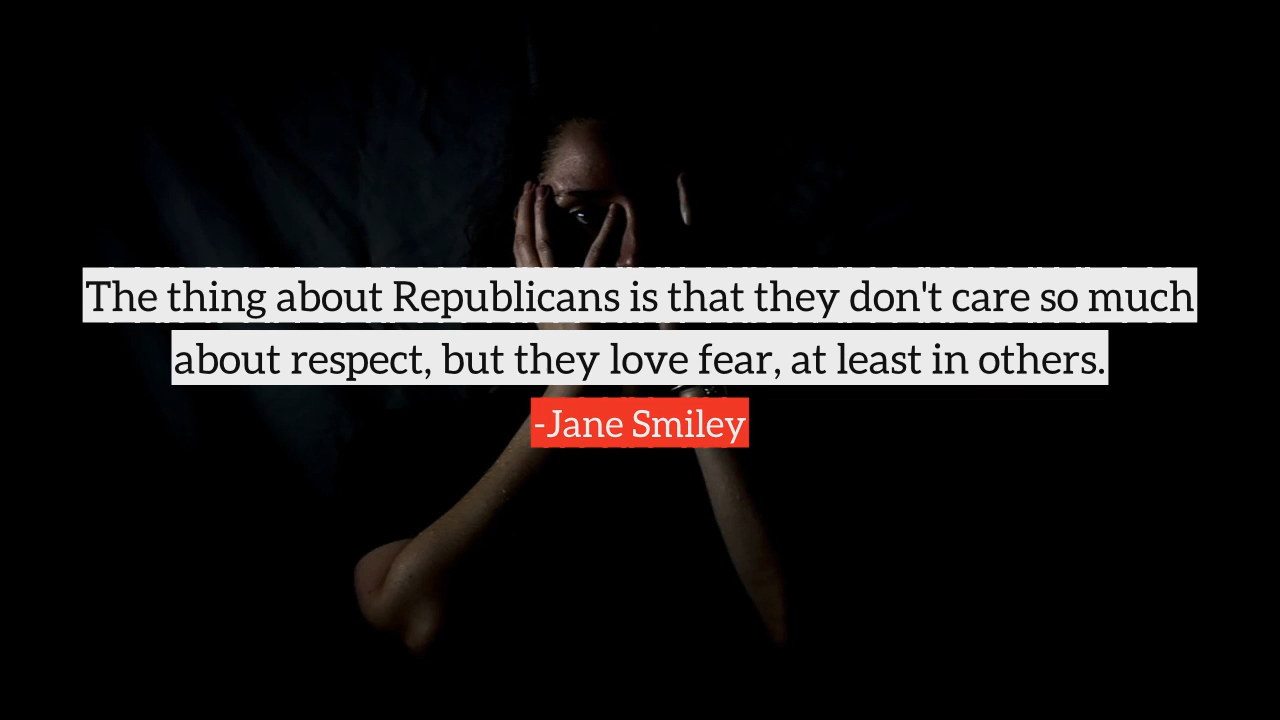 The thing about Republicans is that they don't care so much
about respect, but they love fear, at least in others.
-Jane Smiley